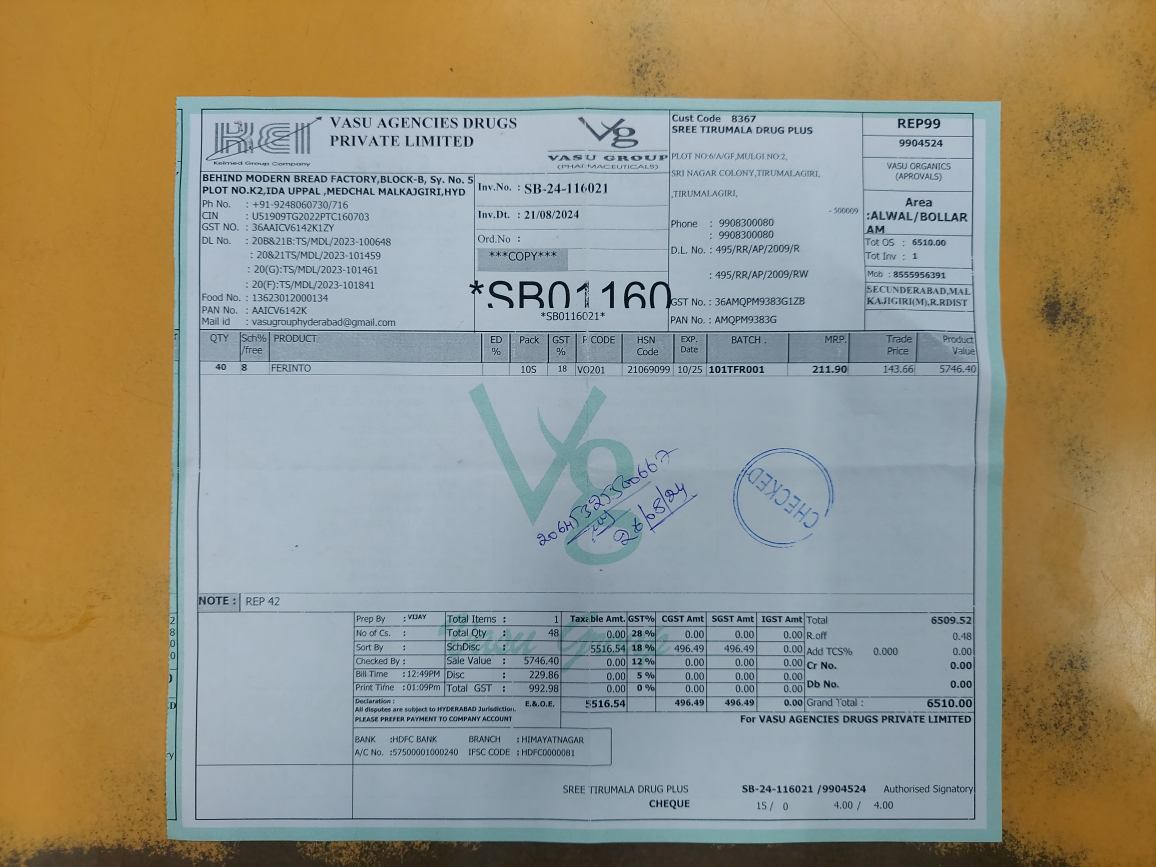 KCI
Keimed Group Company
VASU AGENCIES DRUGS
PRIVATE LIMITED
Vg
VASU GROUP
(PHARMACEUTICALS)
BEHIND MODERN BREAD FACTORY,BLOCK-B, Sy. No. 5
PLOT NO.K2,IDA UPPAL ,MEDCHAL MALKAJGIRI,HYD
Ph No. : +91-9248060730/716
CIN : U51909TG2022PTC160703
GST NO. : 36AAICV6142K1ZY
DL No. : 20B&21B:TS/MDL/2023-100648
: 20&21TS/MDL/2023-101459
: 20(G):TS/MDL/2023-101461
: 20(F):TS/MDL/2023-101841
Food No. : 13623012000134
PAN No. : AAICV6142K
Mail id : vasugrouphyderabad@gmail.com
Inv.No. : SB-24-116021
Inv.Dt. : 21/08/2024
Ord.No :
***COPY***
*SB01160
*SB0116021*
Cust Code 8367
SREE TIRUMALA DRUG PLUS
PLOT NO:6/A/GF,MULGI.NO:2,
SRI NAGAR COLONY,TIRUMALAGIRI,
,TIRUMALAGIRI,
- 500009
Phone : 9908300080
: 9908300080
D.L. No. : 495/RR/AP/2009/R
: 495/RR/AP/2009/RW
GST No. : 36AMQPM9383G1ZB
PAN No. : AMQPM9383G
REP99
9904524
VASU ORGANICS
(APROVALS)
Area
:ALWAL/BOLLAR
AM
Tot OS : 6510.00
Tot Inv : 1
Mob : 8555956391
SECUNDERABAD,MAL
KAJIGIRI(M),R.RDIST
QTY Sch% /free PRODUCT ED % Pack GST % P CODE HSN Code EXP. Date BATCH . MRP. Trade Price Product Value
40 8 FERINTO 10S 18 VO201 21069099 10/25 101TFR001 211.90 143.66 5746.40
Vg
CHECKED
NOTE : REP 42
Prep By : VIJAY
No of Cs. :
Sort By :
Checked By :
Bill Time : 12:49PM
Print Time : 01:09Pm
Total Items : 1
Total Qty : 48
SchDisc :
Sale Value : 5746.40
Disc : 229.86
Total GST : 992.98
Taxable Amt. GST% CGST Amt SGST Amt IGST Amt
0.00 28 % 0.00 0.00 0.00
5516.54 18 % 496.49 496.49 0.00
0.00 12 % 0.00 0.00 0.00
0.00 5 % 0.00 0.00 0.00
0.00 0 % 0.00 0.00 0.00
5516.54 496.49 496.49 0.00
Total 6509.52
R.off 0.48
Add TCS% 0.000 0.00
Cr No. 0.00
Db No. 0.00
Grand Total : 6510.00
Declaration : E.&.O.E.
All disputes are subject to HYDERABAD Jurisdiction.
PLEASE PREFER PAYMENT TO COMPANY ACCOUNT
For VASU AGENCIES DRUGS PRIVATE LIMITED
BANK :HDFC BANK BRANCH :HIMAYATNAGAR
A/C No. :57500001000240 IFSC CODE :HDFC0000081
SREE TIRUMALA DRUG PLUS SB-24-116021 /9904524 Authorised Signatory
CHEQUE 15 / 0 4.00 / 4.00